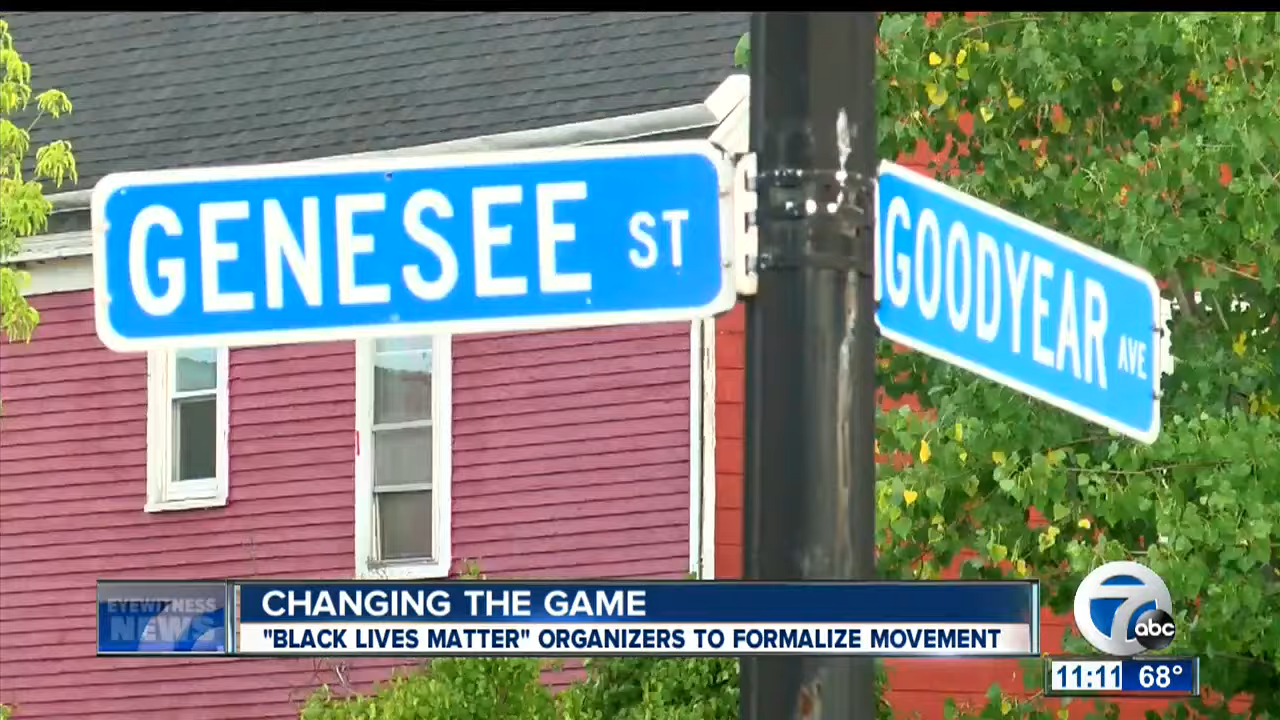 GENESEE ST
GOODYEAR AVE
EYEWITNESS
NEWS
CHANGING THE GAME
"BLACK LIVES MATTER" ORGANIZERS TO FORMALIZE MOVEMENT
7
abc
11:11 68°